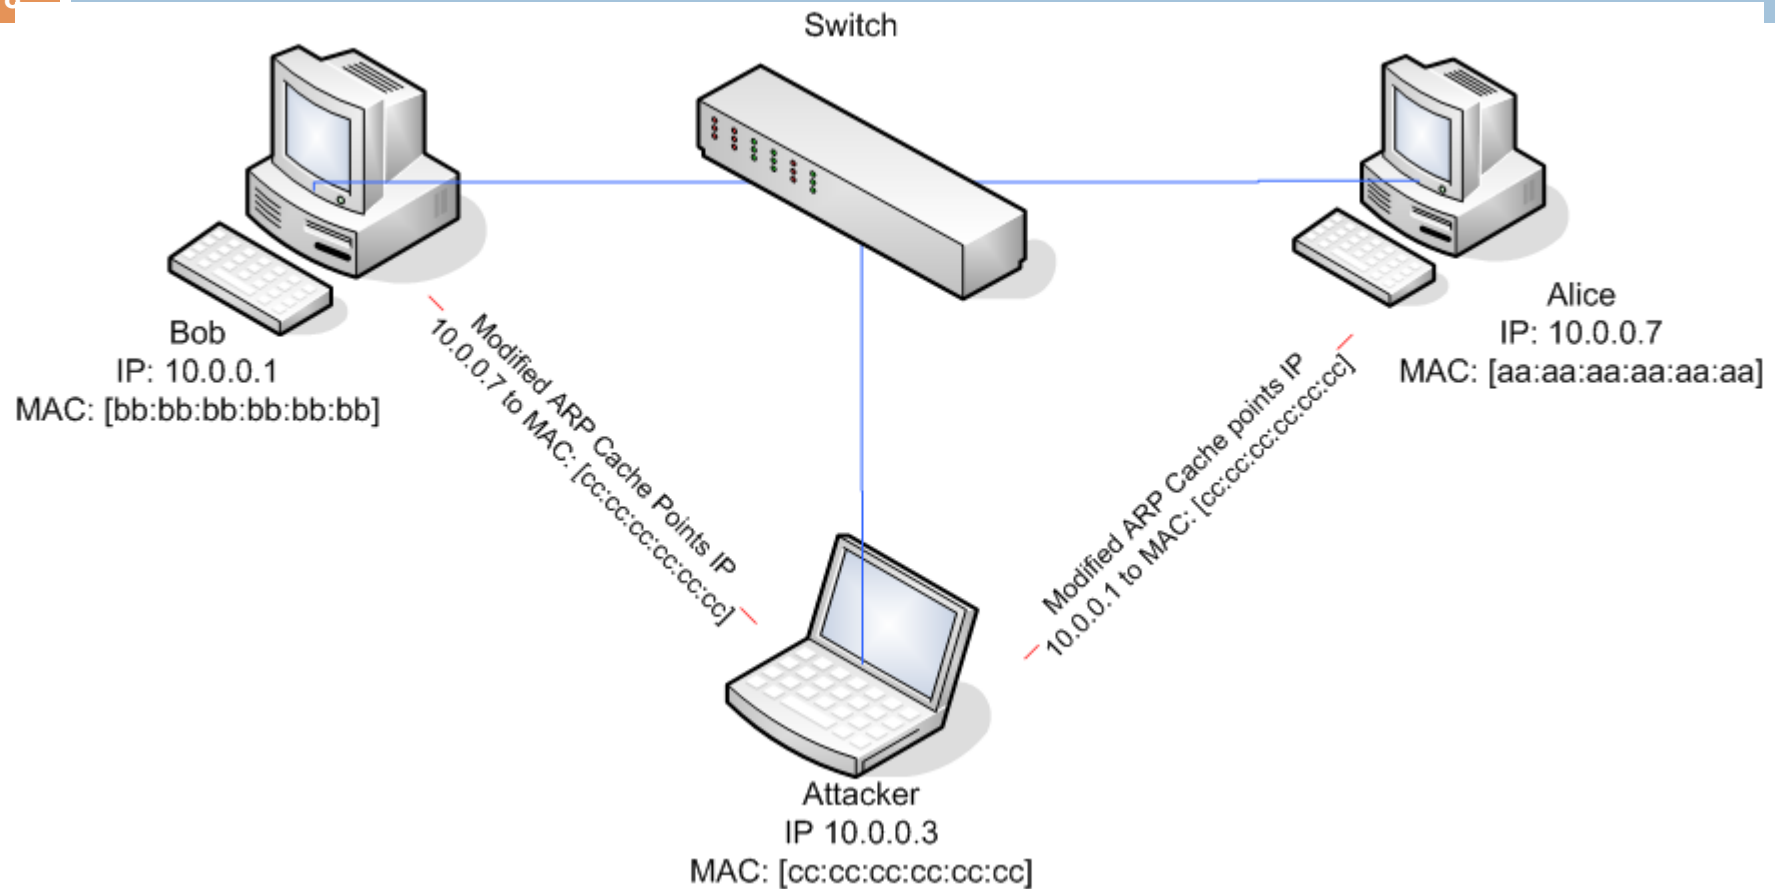 Switch
Bob
IP: 10.0.0.1
MAC: [bb:bb:bb:bb:bb:bb]
Modified ARP Cache Points IP
10.0.0.7 to MAC: [cc:cc:cc:cc:cc:cc]
Modified ARP Cache points IP
10.0.0.1 to MAC: [cc:cc:cc:cc:cc:cc]
Alice
IP: 10.0.0.7
MAC: [aa:aa:aa:aa:aa:aa]
Attacker
IP 10.0.0.3
MAC: [cc:cc:cc:cc:cc:cc]